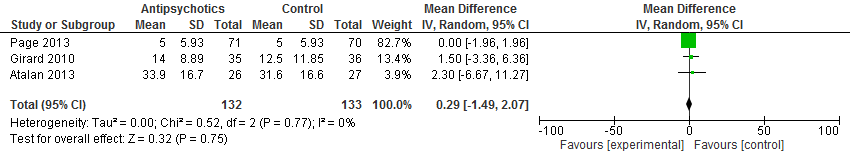 Antipsychotics Control Mean Difference Mean Difference
Study or Subgroup Mean SD Total Mean SD Total Weight IV, Random, 95% CI IV, Random, 95% CI
Page 2013 5 5.93 71 5 5.93 70 82.7% 0.00 [-1.96, 1.96]
Girard 2010 14 8.89 35 12.5 11.85 36 13.4% 1.50 [-3.36, 6.36]
Atalan 2013 33.9 16.7 26 31.6 16.6 27 3.9% 2.30 [-6.67, 11.27]
Total (95% CI) 132 133 100.0% 0.29 [-1.49, 2.07]
Heterogeneity: Tau² = 0.00; Chi² = 0.52, df = 2 (P = 0.77); I² = 0%
Test for overall effect: Z = 0.32 (P = 0.75)
-100 -50 0 50 100
Favours [experimental] Favours [control]